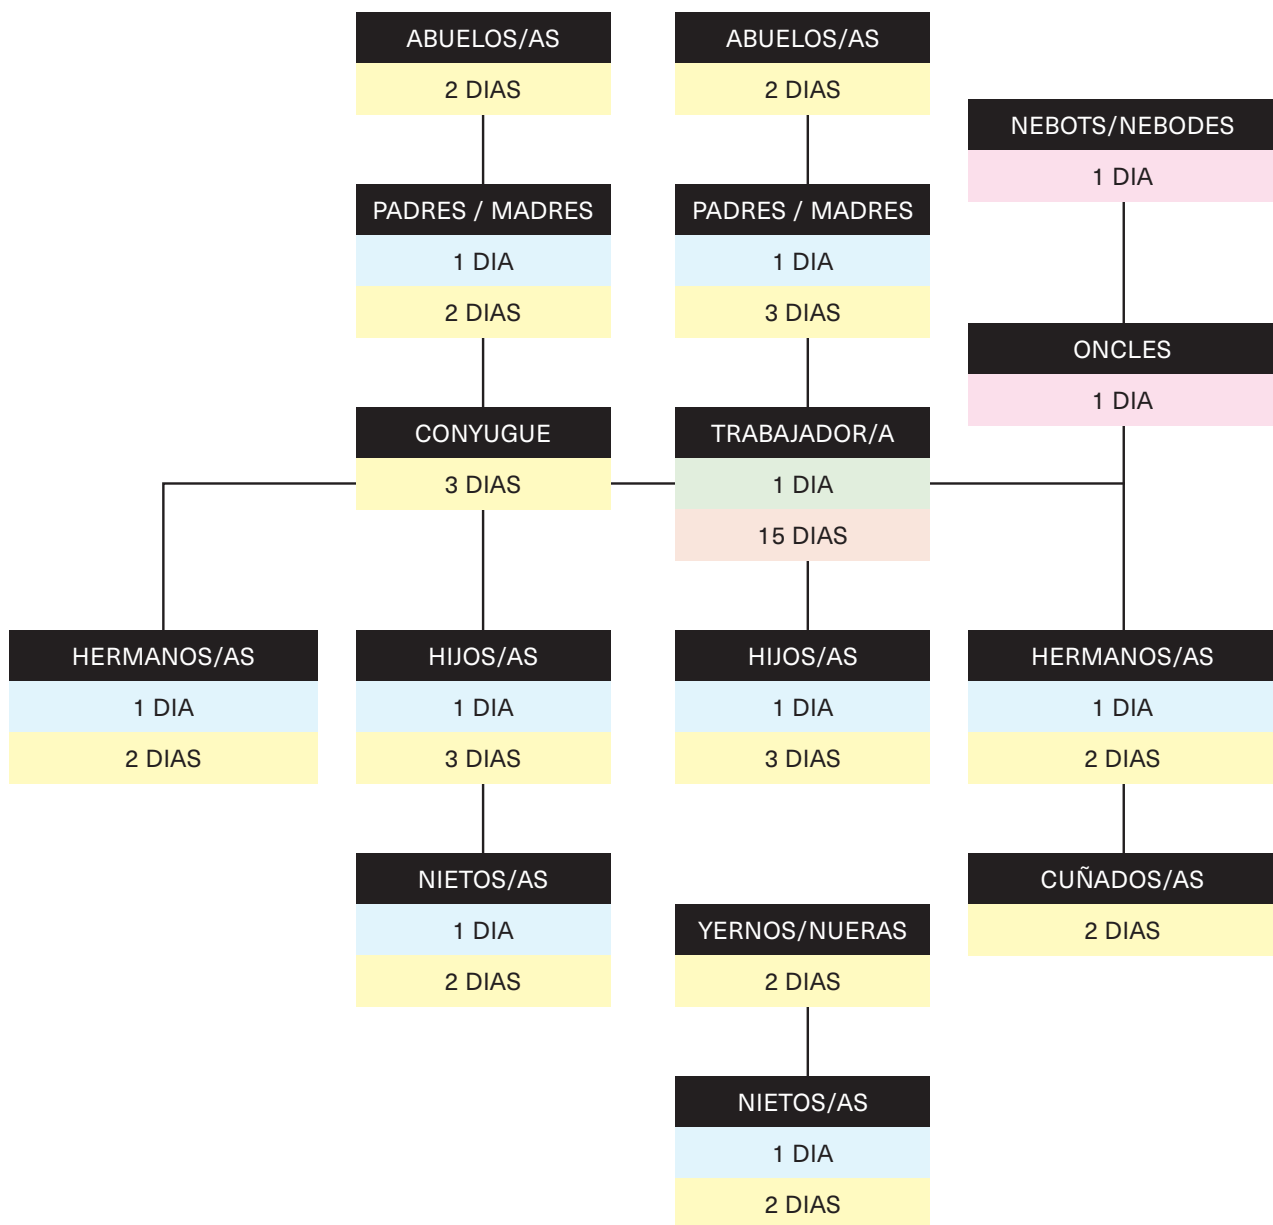 ABUELOS/AS
2 DIAS
ABUELOS/AS
2 DIAS
NEBOTS/NEBODES
1 DIA
PADRES / MADRES
1 DIA
2 DIAS
PADRES / MADRES
1 DIA
3 DIAS
ONCLES
1 DIA
CONYUGUE
3 DIAS
TRABAJADOR/A
1 DIA
15 DIAS
HERMANOS/AS
1 DIA
2 DIAS
HIJOS/AS
1 DIA
3 DIAS
HIJOS/AS
1 DIA
3 DIAS
HERMANOS/AS
1 DIA
2 DIAS
NIETOS/AS
1 DIA
2 DIAS
YERNOS/NUERAS
2 DIAS
CUÑADOS/AS
2 DIAS
NIETOS/AS
1 DIA
2 DIAS